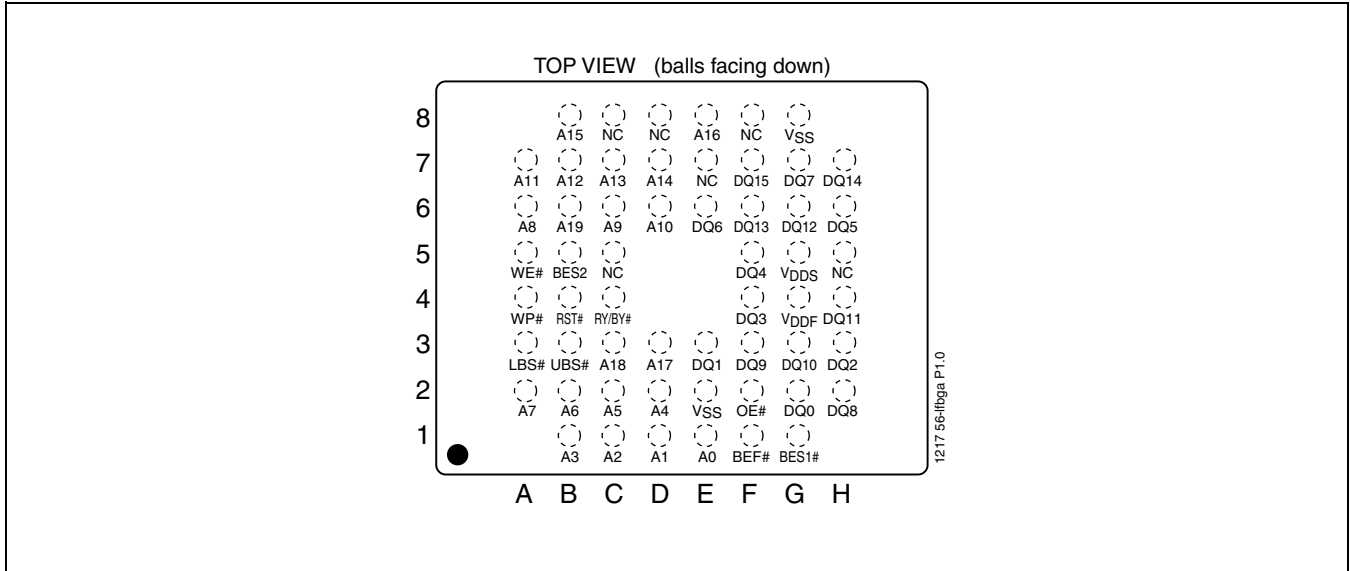 TOP VIEW (balls facing down)
8
A15 NC NC A16 NC VSS
7
A11 A12 A13 A14 NC DQ15 DQ7 DQ14
6
A8 A19 A9 A10 DQ6 DQ13 DQ12 DQ5
5
WE# BES2 NC DQ4 VDDS NC
4
WP# RST# RY/BY# DQ3 VDDF DQ11
3
LBS# UBS# A18 A17 DQ1 DQ9 DQ10 DQ2
2
A7 A6 A5 A4 VSS OE# DQ0 DQ8
1
A3 A2 A1 A0 BEF# BES1#
A B C D E F G H
1217 56-lfbga P1.0